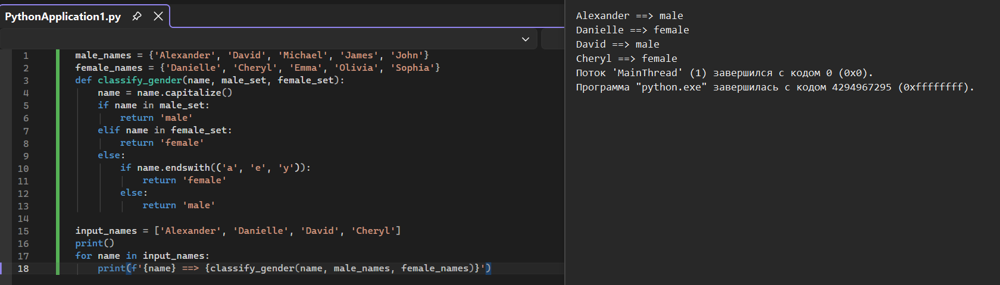 PythonApplication1.py
1 male_names = {'Alexander', 'David', 'Michael', 'James', 'John'}
2 female_names = {'Danielle', 'Cheryl', 'Emma', 'Olivia', 'Sophia'}
3 def classify_gender(name, male_set, female_set):
4     name = name.capitalize()
5     if name in male_set:
6         return 'male'
7     elif name in female_set:
8         return 'female'
9     else:
10         if name.endswith(('a', 'e', 'y')):
11             return 'female'
12         else:
13             return 'male'
14
15 input_names = ['Alexander', 'Danielle', 'David', 'Cheryl']
16 print()
17 for name in input_names:
18     print(f'{name} ==> {classify_gender(name, male_names, female_names)}')
Alexander ==> male
Danielle ==> female
David ==> male
Cheryl ==> female
Поток 'MainThread' (1) завершился с кодом 0 (0x0).
Программа "python.exe" завершилась с кодом 4294967295 (0xffffffff).